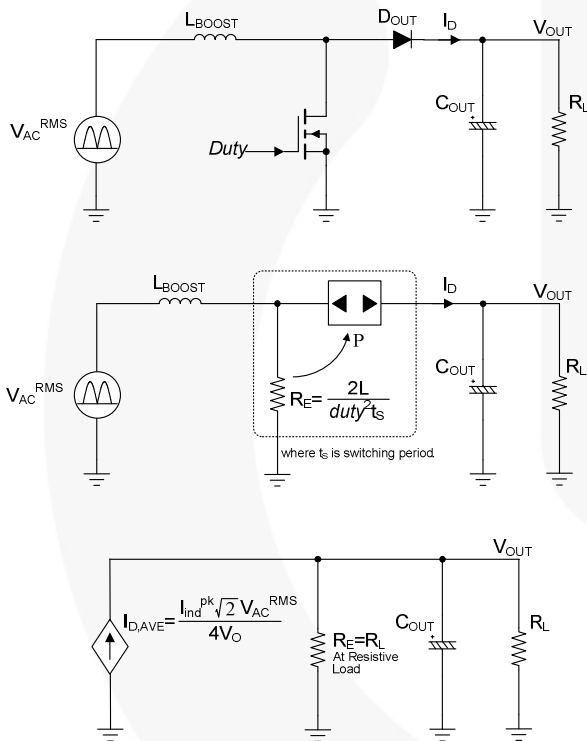 L_BOOST
D_OUT
I_D
V_OUT
V_AC^RMS
Duty
C_OUT
+
R_L
L_BOOST
I_D
V_OUT
P
V_AC^RMS
R_E = 2L / duty² t_S
C_OUT
+
R_L
where t_S is switching period.
V_OUT
I_D,AVE = I_ind^pk √2 V_AC^RMS / 4V_O
R_E=R_L
At Resistive
Load
C_OUT
+
R_L